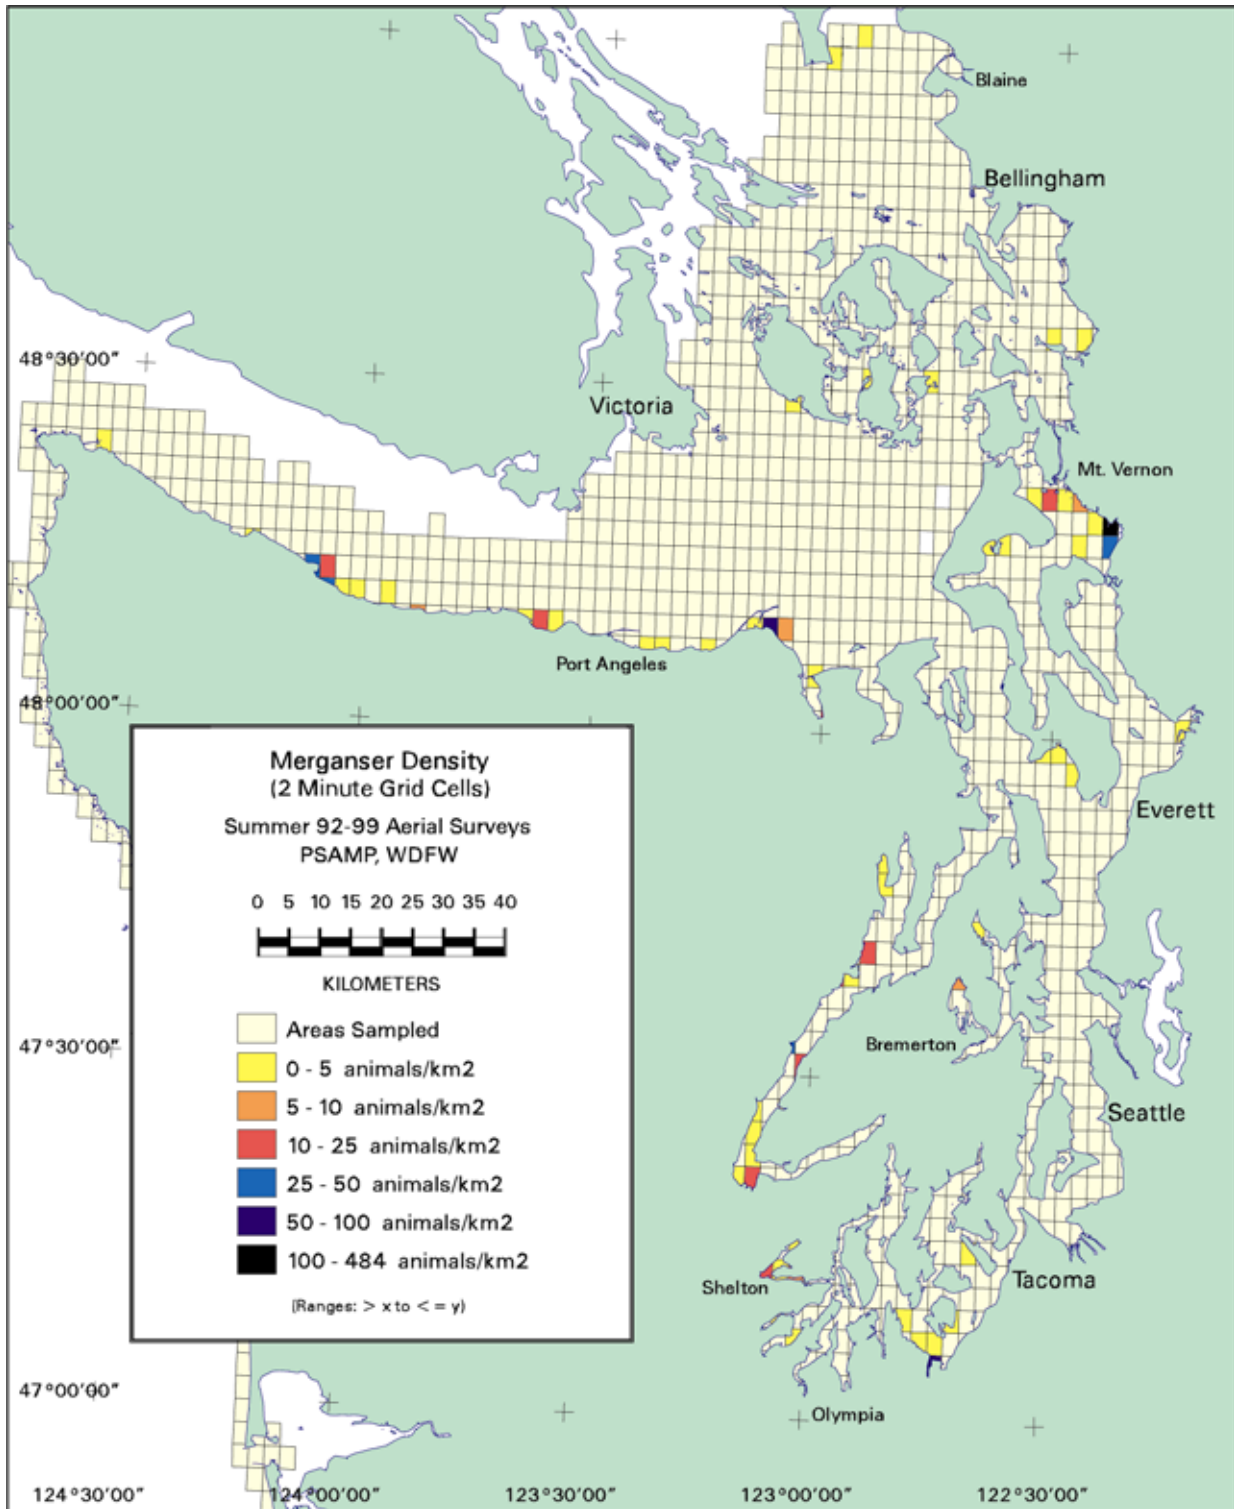 Blaine
Bellingham
48°30'00"
Victoria
Mt. Vernon
Port Angeles
48°00'00"
Merganser Density
(2 Minute Grid Cells)
Summer 92-99 Aerial Surveys
PSAMP, WDFW
0 5 10 15 20 25 30 35 40
KILOMETERS
Areas Sampled
0 - 5 animals/km2
5 - 10 animals/km2
10 - 25 animals/km2
25 - 50 animals/km2
50 - 100 animals/km2
100 - 484 animals/km2
(Ranges: > x to < = y)
Everett
47°30'00"
Bremerton
Seattle
Shelton
Tacoma
47°00'00"
Olympia
124°30'00" 124°00'00" 123°30'00" 123°00'00" 122°30'00"